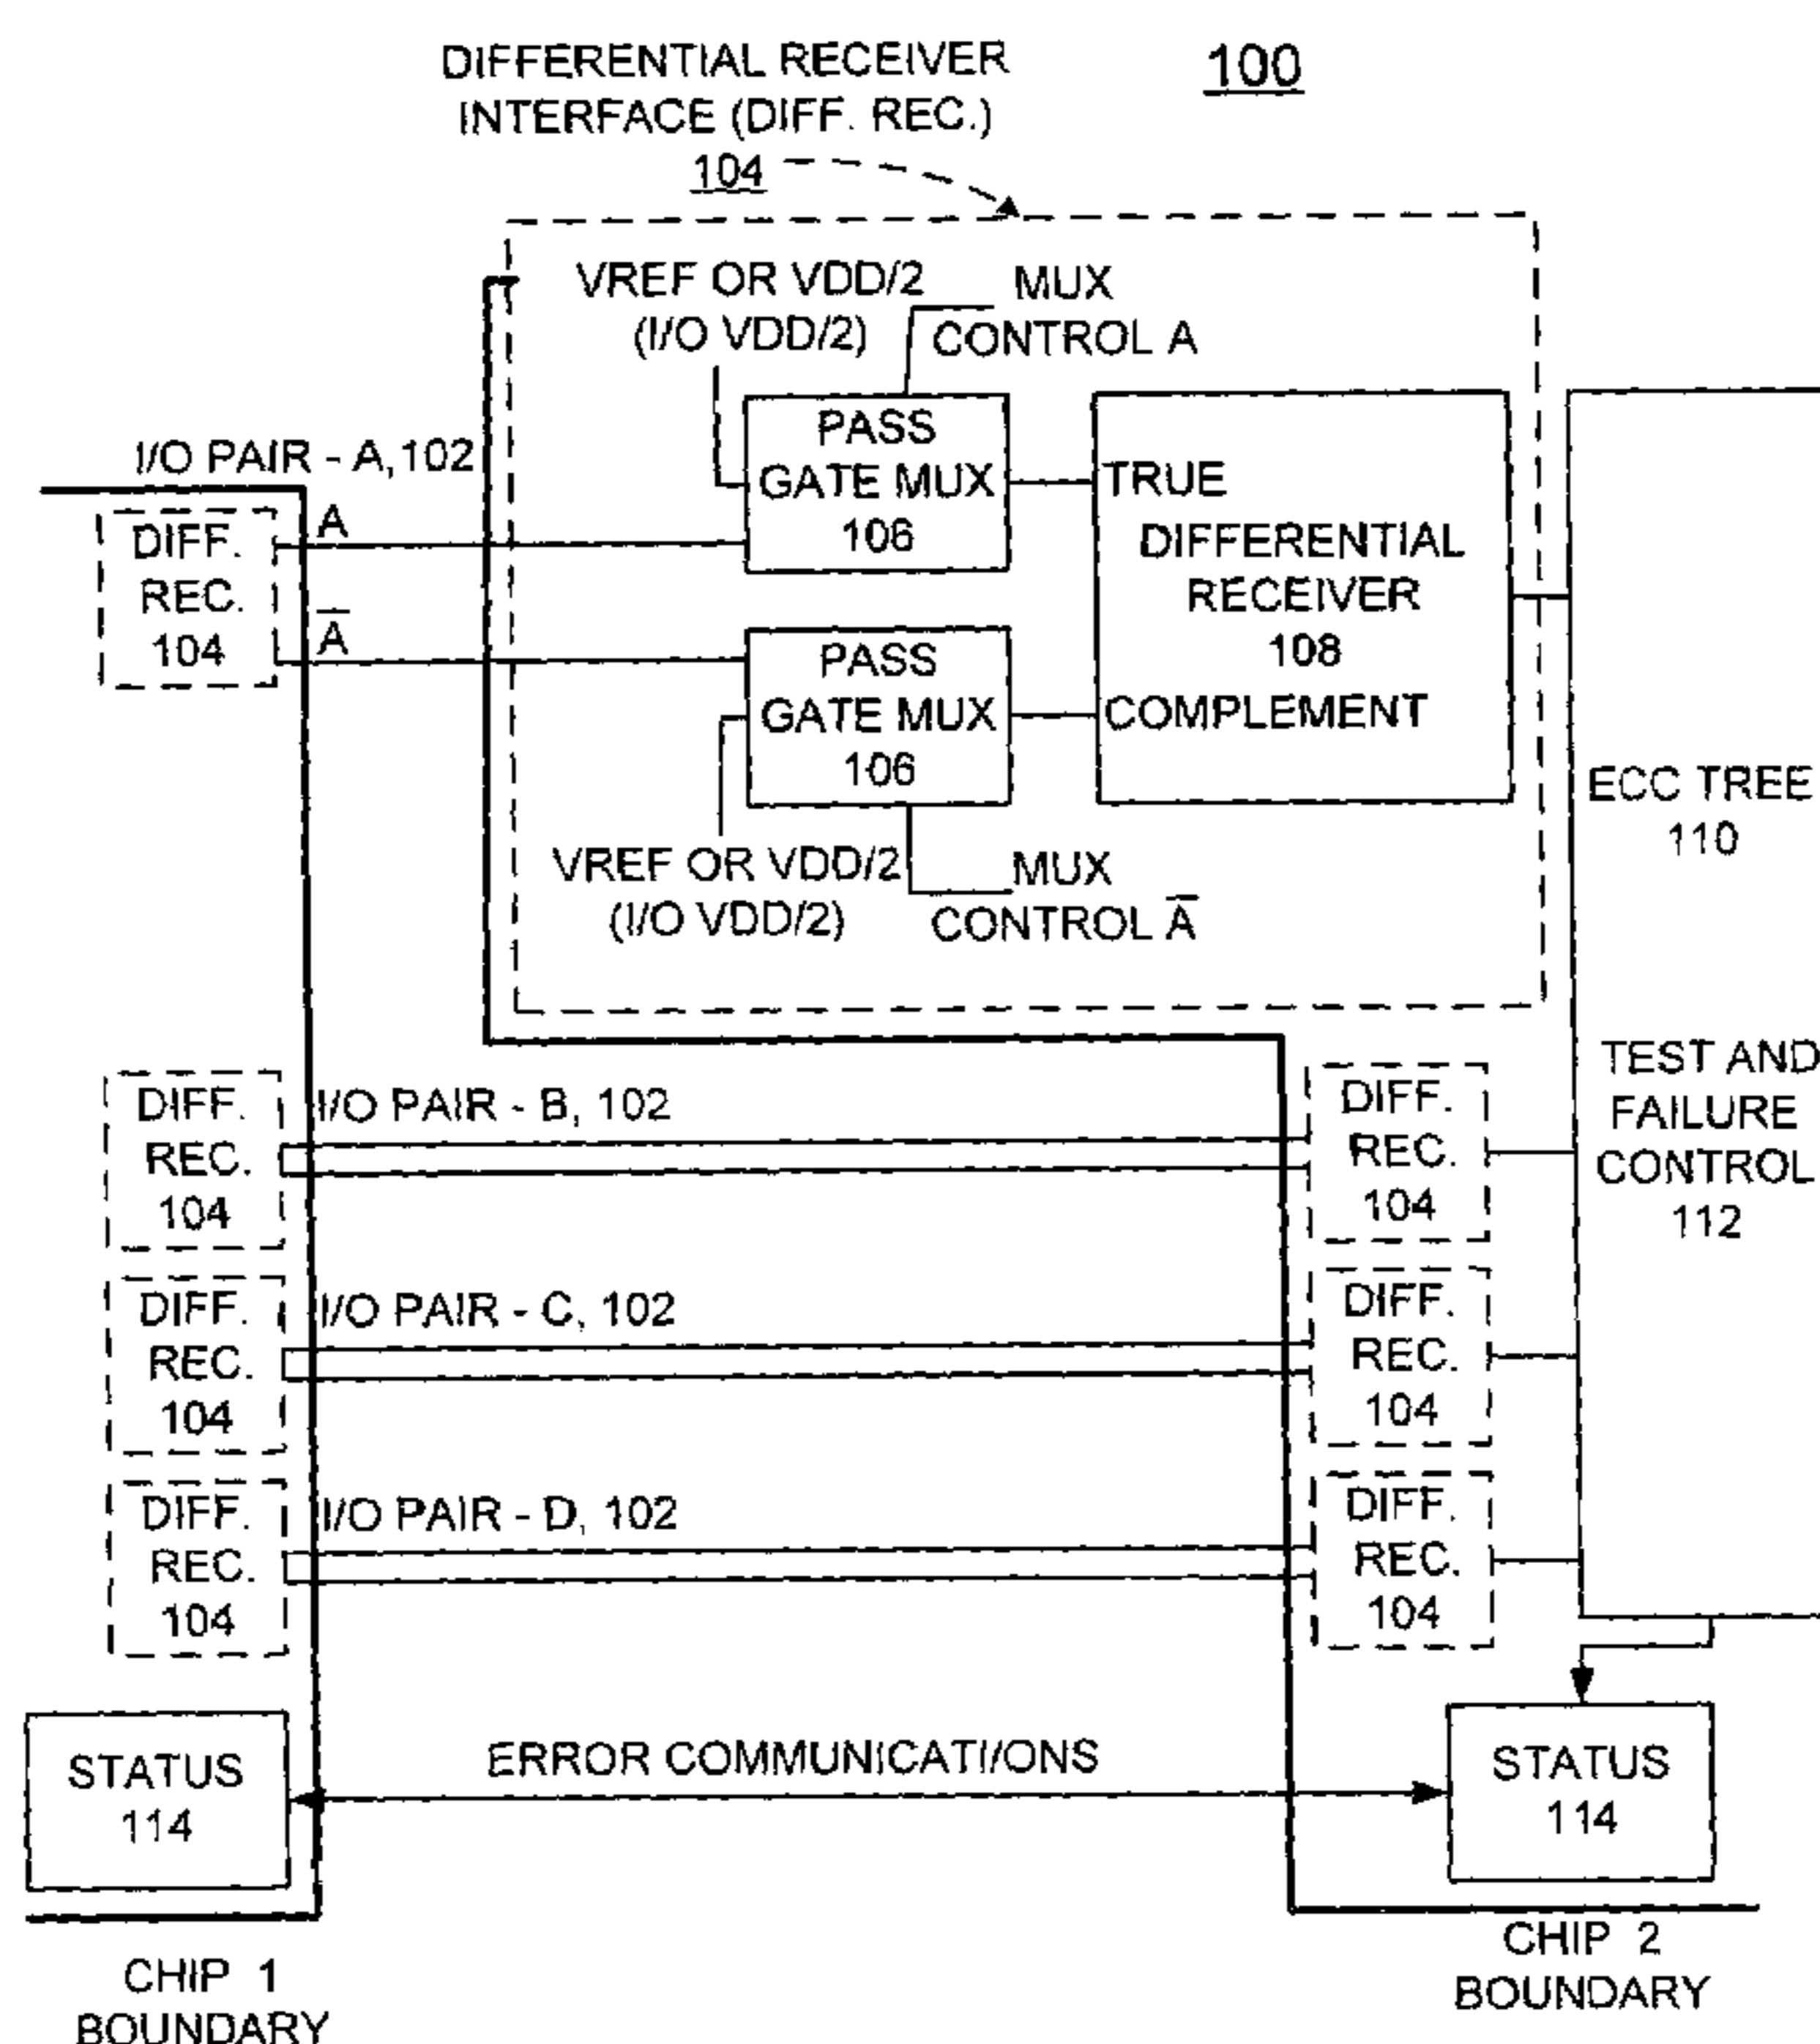 DIFFERENTIAL RECEIVER
INTERFACE (DIFF. REC.)
104
100
VREF OR VDD/2
(I/O VDD/2)
MUX
CONTROL A
I/O PAIR - A, 102
DIFF.
REC.
104
A
A̅
PASS
GATE MUX
106
PASS
GATE MUX
106
TRUE
DIFFERENTIAL
RECEIVER
108
COMPLEMENT
VREF OR VDD/2
(I/O VDD/2)
MUX
CONTROL A̅
ECC TREE
110
TEST AND
FAILURE
CONTROL
112
DIFF.
REC.
104
I/O PAIR - B, 102
DIFF.
REC.
104
DIFF.
REC.
104
I/O PAIR - C, 102
DIFF.
REC.
104
DIFF.
REC.
104
I/O PAIR - D, 102
DIFF.
REC.
104
STATUS
114
ERROR COMMUNICATI/ONS
STATUS
114
CHIP 1
BOUNDARY
CHIP 2
BOUNDARY